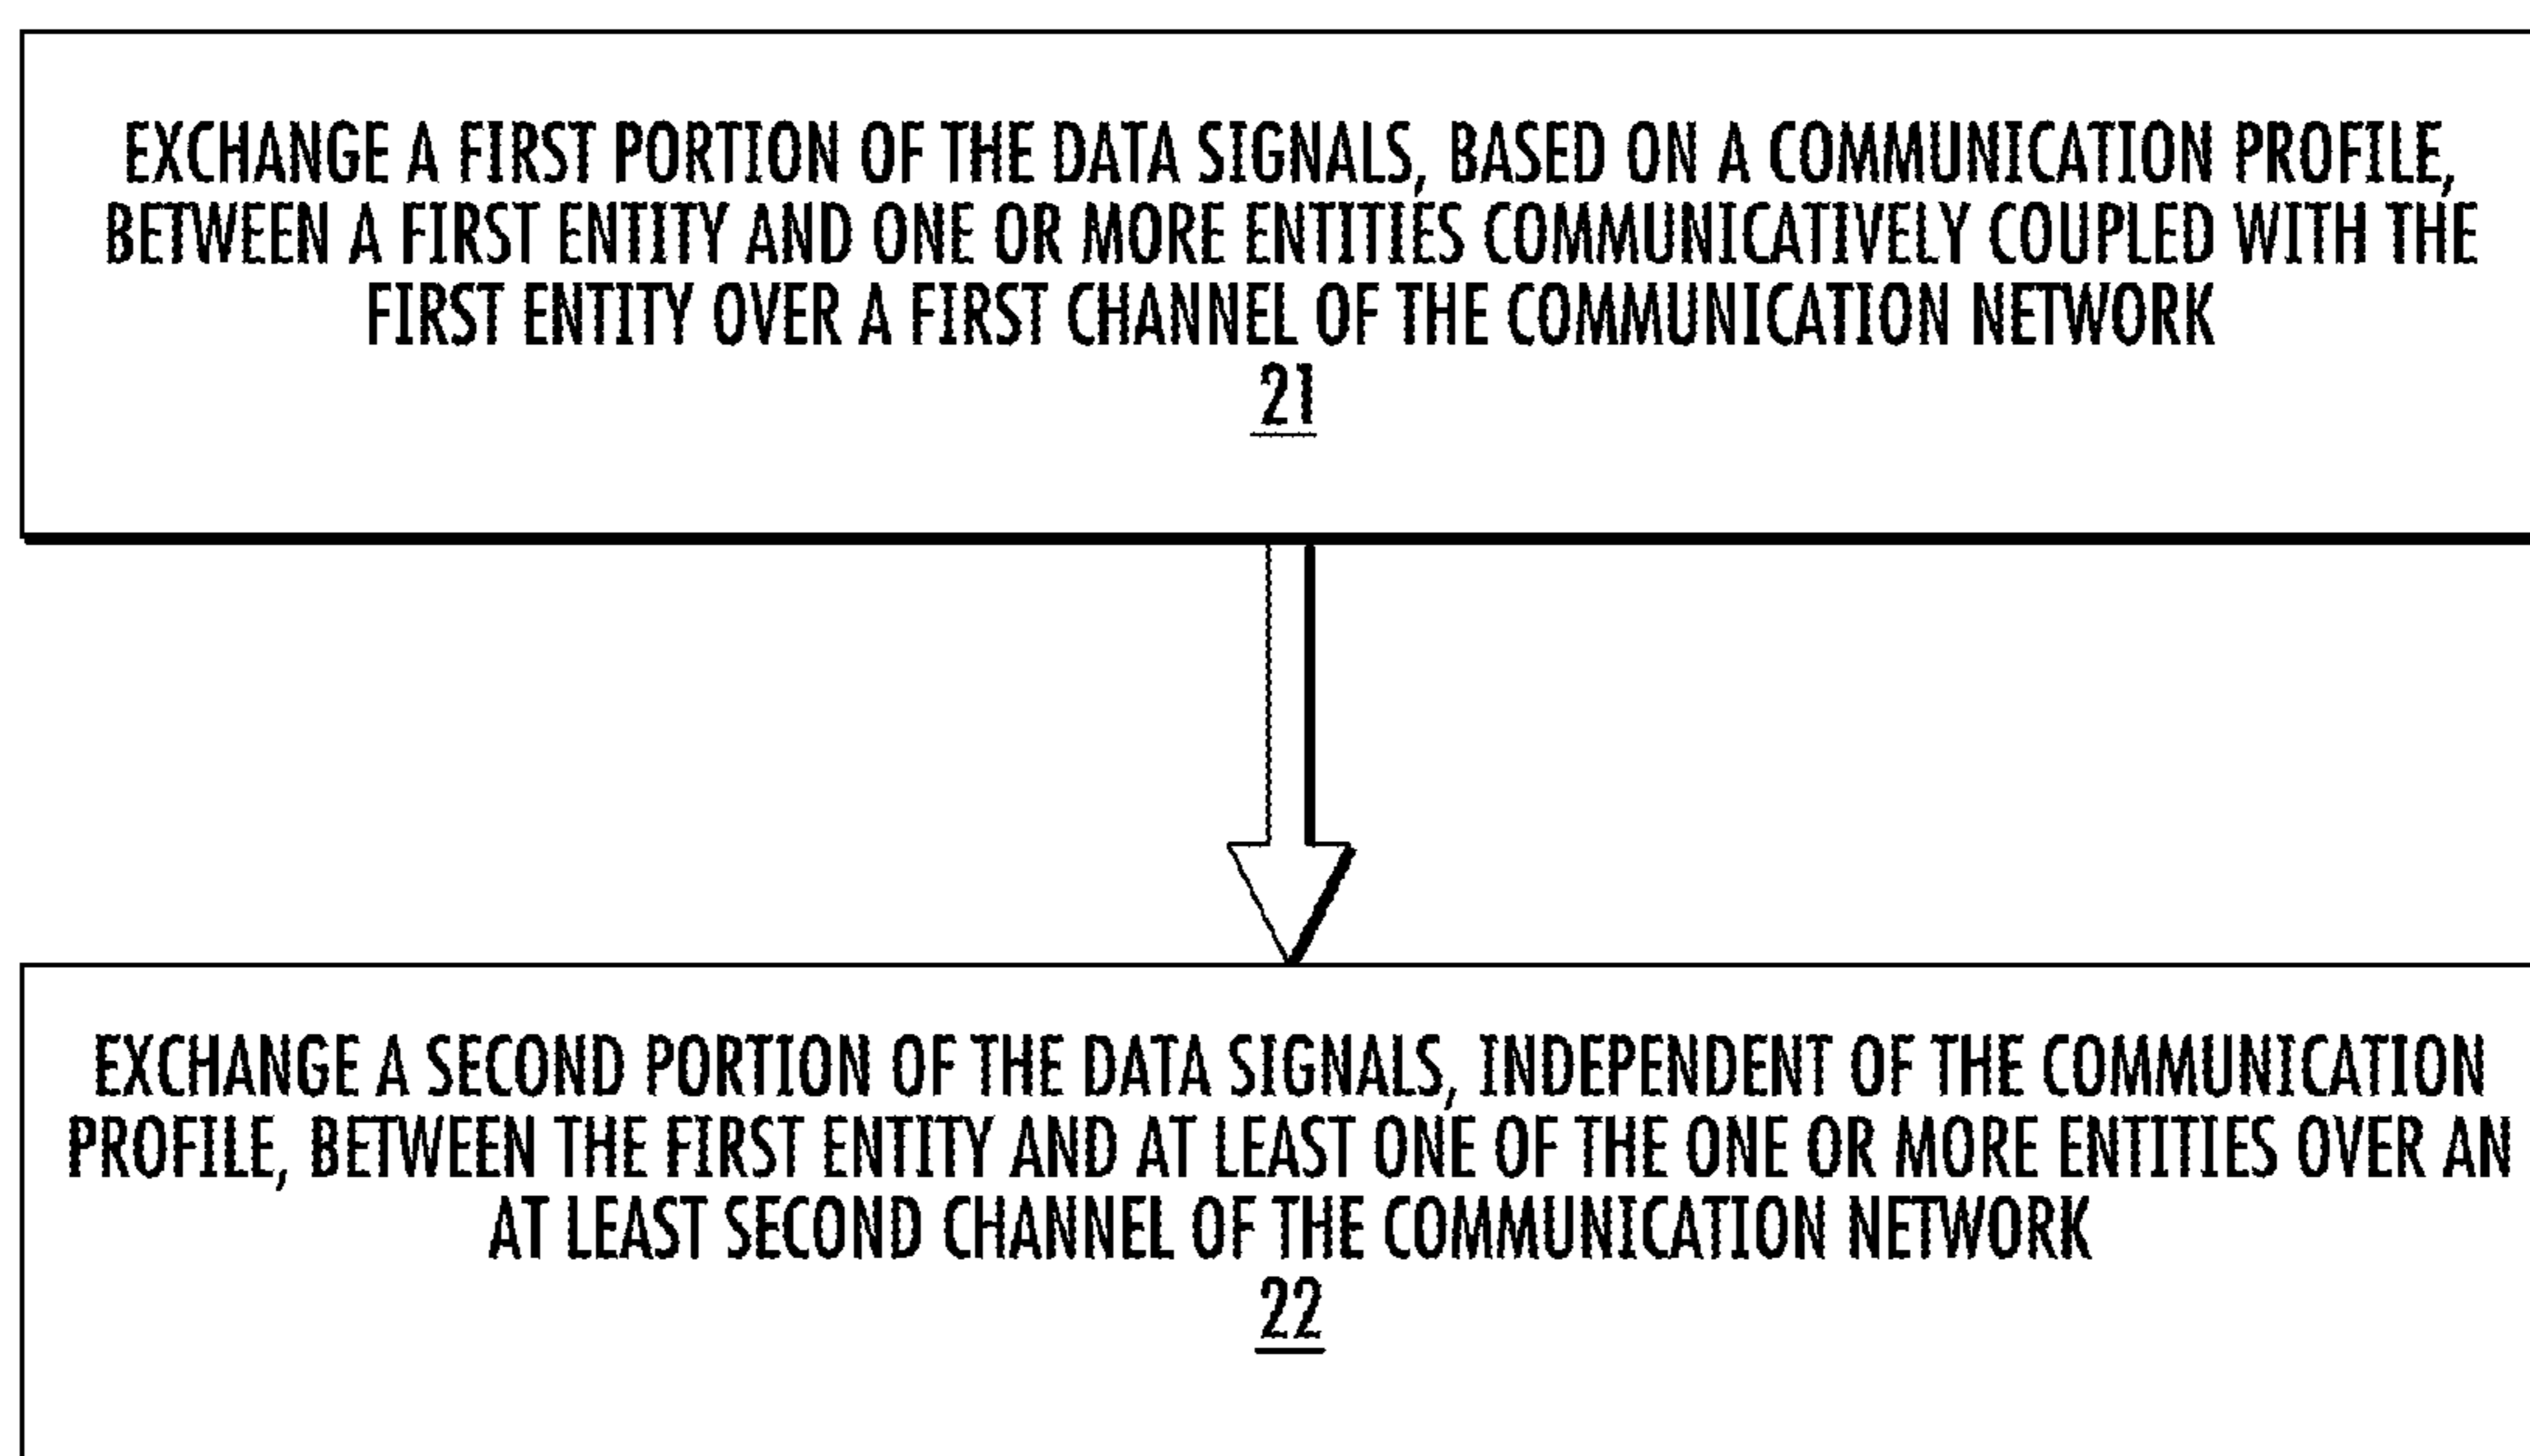 EXCHANGE A FIRST PORTION OF THE DATA SIGNALS, BASED ON A COMMUNICATION PROFILE,
BETWEEN A FIRST ENTITY AND ONE OR MORE ENTITIES COMMUNICATIVELY COUPLED WITH THE
FIRST ENTITY OVER A FIRST CHANNEL OF THE COMMUNICATION NETWORK
21
EXCHANGE A SECOND PORTION OF THE DATA SIGNALS, INDEPENDENT OF THE COMMUNICATION
PROFILE, BETWEEN THE FIRST ENTITY AND AT LEAST ONE OF THE ONE OR MORE ENTITIES OVER AN
AT LEAST SECOND CHANNEL OF THE COMMUNICATION NETWORK
22